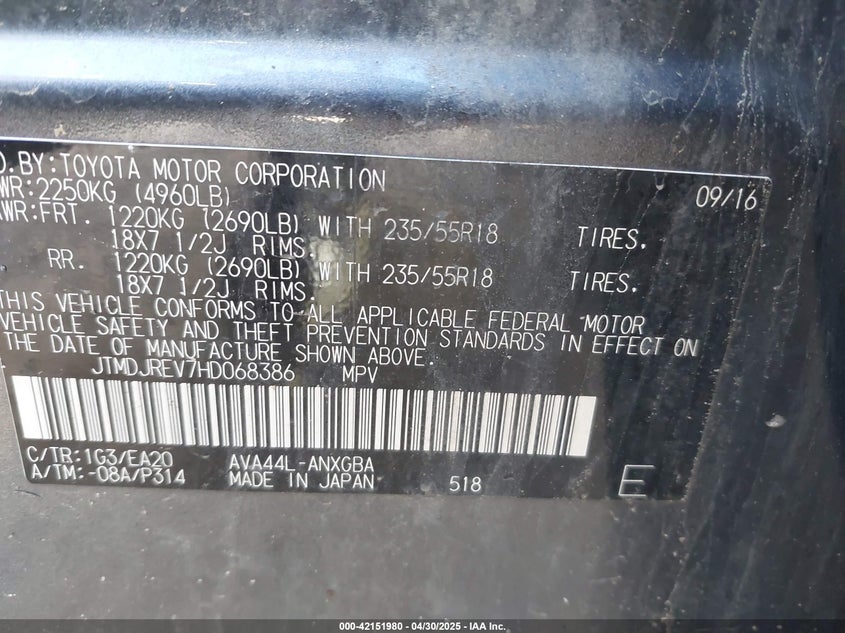 D.BY:TOYOTA MOTOR CORPORATION 09/16
WR:2250KG (4960LB)
AWR:FRT. 1220KG (2690LB) WITH 235/55R18 TIRES.
18X7 1/2J RIMS.
RR. 1220KG (2690LB) WITH 235/55R18 TIRES.
18X7 1/2J RIMS.
THIS VEHICLE CONFORMS TO ALL APPLICABLE FEDERAL MOTOR
VEHICLE SAFETY AND THEFT PREVENTION STANDARDS IN EFFECT ON
THE DATE OF MANUFACTURE SHOWN ABOVE.
JTMDJREV7HD068386 MPV
C/TR:1G3/EA20 AVA44L-ANXGBA
A/TM:-08A/P314 MADE IN JAPAN 518 E
000-42151980 - 04/30/2025 - IAA Inc.